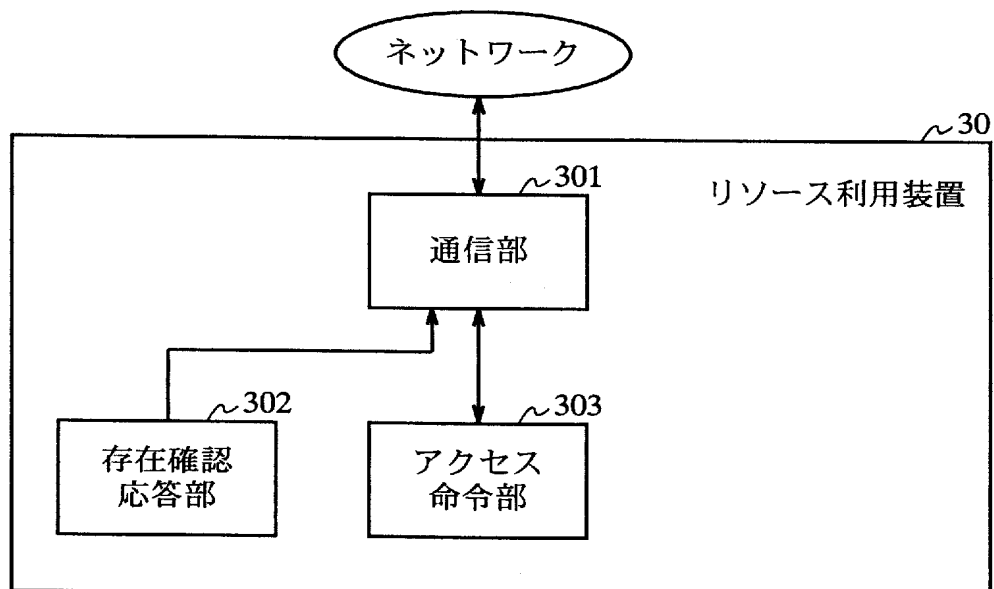 ネットワーク
30
リソース利用装置
301
通信部
302
存在確認
応答部
303
アクセス
命令部